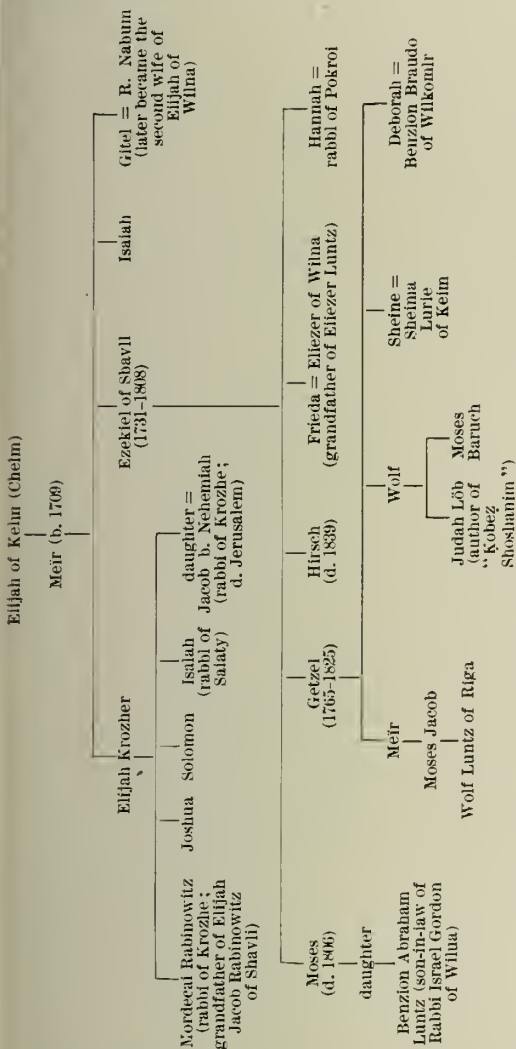 Elijah of Kelm (Chelm)
Meïr (b. 1709)
Elijah Krozher
Ezekiel of Shavli
(1731-1808)
Isaiah
Gitel = R. Nahum
(later became the
second wife of
Elijah of
Wilna)
Mordecai Rabinowitz
(rabbi of Krozhe;
grandfather of Elijah
Jacob Rabinowitz
of Shavli)
Joshua
Solomon
Isaiah
(rabbi of
Salaty)
daughter =
Jacob b. Nehemiah
(rabbi of Krozhe;
d. Jerusalem)
Moses
(d. 1806)
Getzel
(1765-1825)
Hirsch
(d. 1839)
Frieda = Eliezer of Wilna
(grandfather of Eliezer Luntz)
Hannah =
rabbi of Pokroi
daughter
Benzion Abraham
Luntz (son-in-law of
Rabbi Israel Gordon
of Wilna)
Meïr
Moses Jacob
Wolf Luntz of Riga
Wolf
Judah Löb
(author of
"Kobeẓ
Shoshanim")
Moses
Baruch
Sheine =
Sheima
Lurie
of Kelm
Deborah =
Benzion Braudo
of Wilkomir